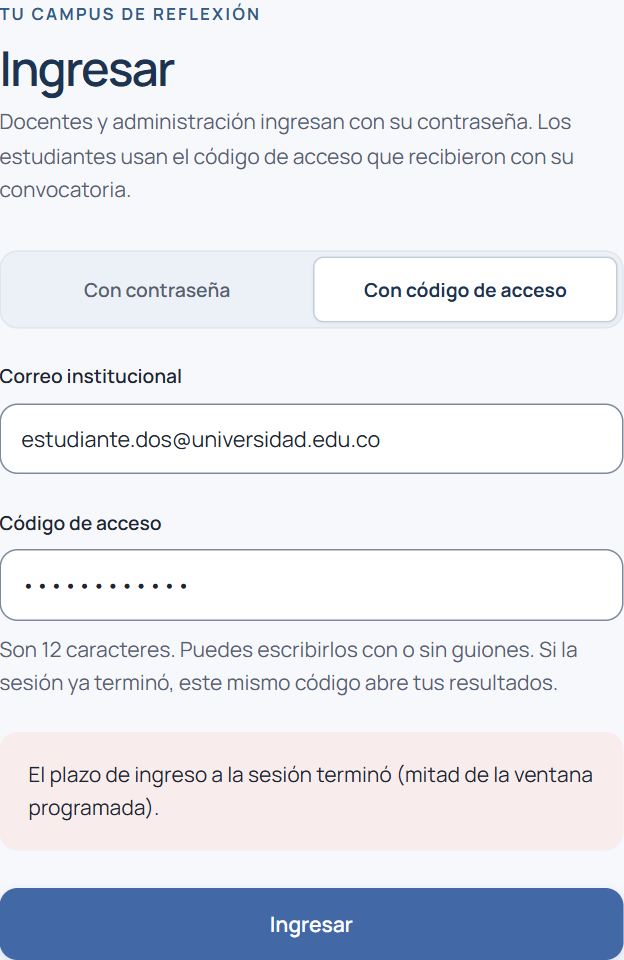 TU CAMPUS DE REFLEXIÓN
Ingresar
Docentes y administración ingresan con su contraseña. Los
estudiantes usan el código de acceso que recibieron con su
convocatoria.
Con contraseña
Con código de acceso
Correo institucional
estudiante.dos@universidad.edu.co
Código de acceso
••••••••••••
Son 12 caracteres. Puedes escribirlos con o sin guiones. Si la
sesión ya terminó, este mismo código abre tus resultados.
El plazo de ingreso a la sesión terminó (mitad de la ventana
programada).
Ingresar